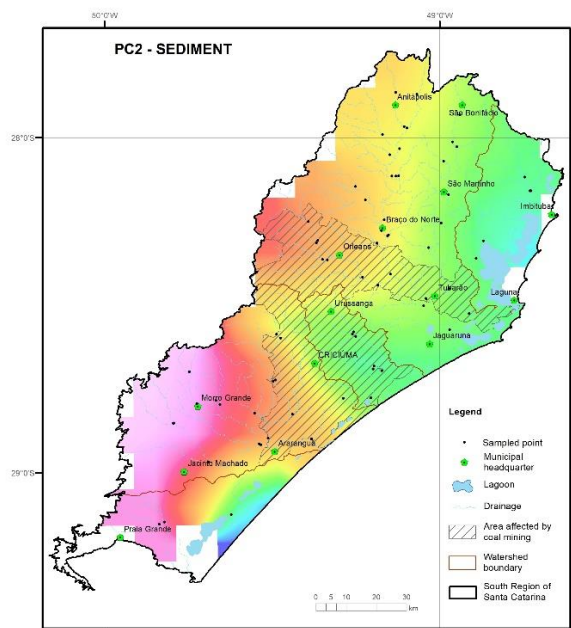 50°0'W
49°0'W
PC2 - SEDIMENT
Anitápolis
São Bonifácio
28°0'S
São Martinho
Imbituba
Braço do Norte
Orleans
Tubarão
Laguna
Urussanga
Jaguaruna
CRICIÚMA
Morro Grande
Legend
Sampled point
Municipal
headquarter
Araranguá
Jacinto Machado
29°0'S
Lagoon
Drainage
Praia Grande
Area affected by
coal mining
Watershed
boundary
South Region of
Santa Catarina
0 5 10 20 30
km